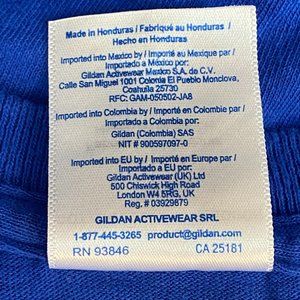 Made in Honduras / Fabriqué au Honduras /
Hecho en Honduras
Imported into Mexico by / Importé au Mexique par /
Importado a México por:
Gildan Activewear Mexico S.A. de C.V.
Calle San Miguel 1001 Colonia El Pueblo Monclova,
Coahuila 25730
RFC: GAM-050502-JA8
Imported into Colombia by / Importé en Colombie par /
Importado a Colombia por:
Gildan (Colombia) SAS
NIT # 900597097-0
Imported into EU by / Importé en Europe par /
Importado a EU por:
Gildan Activewear (UK) Ltd
500 Chiswick High Road
London W4 5RG, UK
Reg. # 03929879
GILDAN ACTIVEWEAR SRL
1-877-445-3265 product@gildan.com
RN 93846 CA 25181